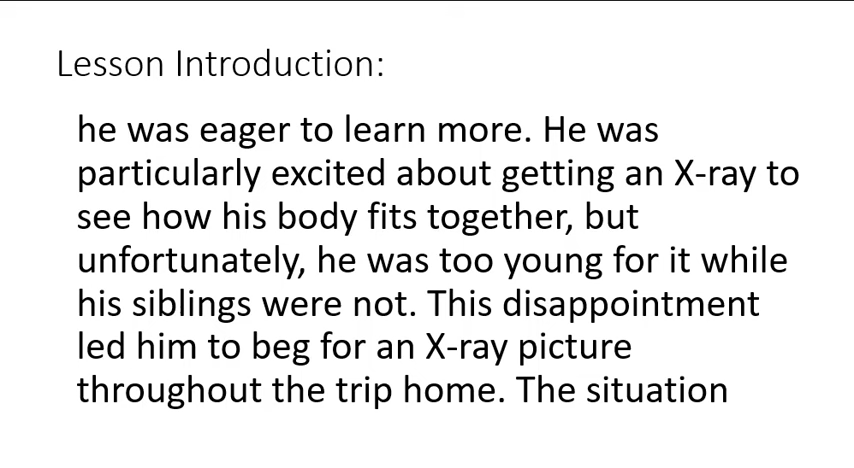 Lesson Introduction:
he was eager to learn more. He was
particularly excited about getting an X-ray to
see how his body fits together, but
unfortunately, he was too young for it while
his siblings were not. This disappointment
led him to beg for an X-ray picture
throughout the trip home. The situation